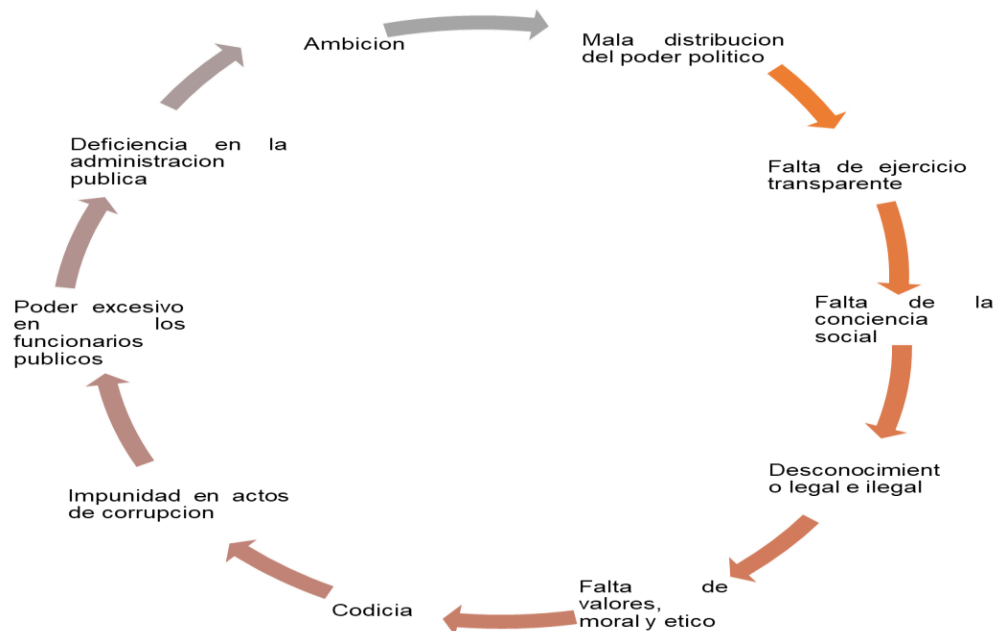 Ambicion
Mala distribucion
del poder politico
Falta de ejercicio
transparente
Falta de la
conciencia
social
Desconocimient
o legal e ilegal
Falta de
valores,
moral y etico
Codicia
Impunidad en actos
de corrupcion
Poder excesivo
en los
funcionarios
publicos
Deficiencia en la
administracion
publica